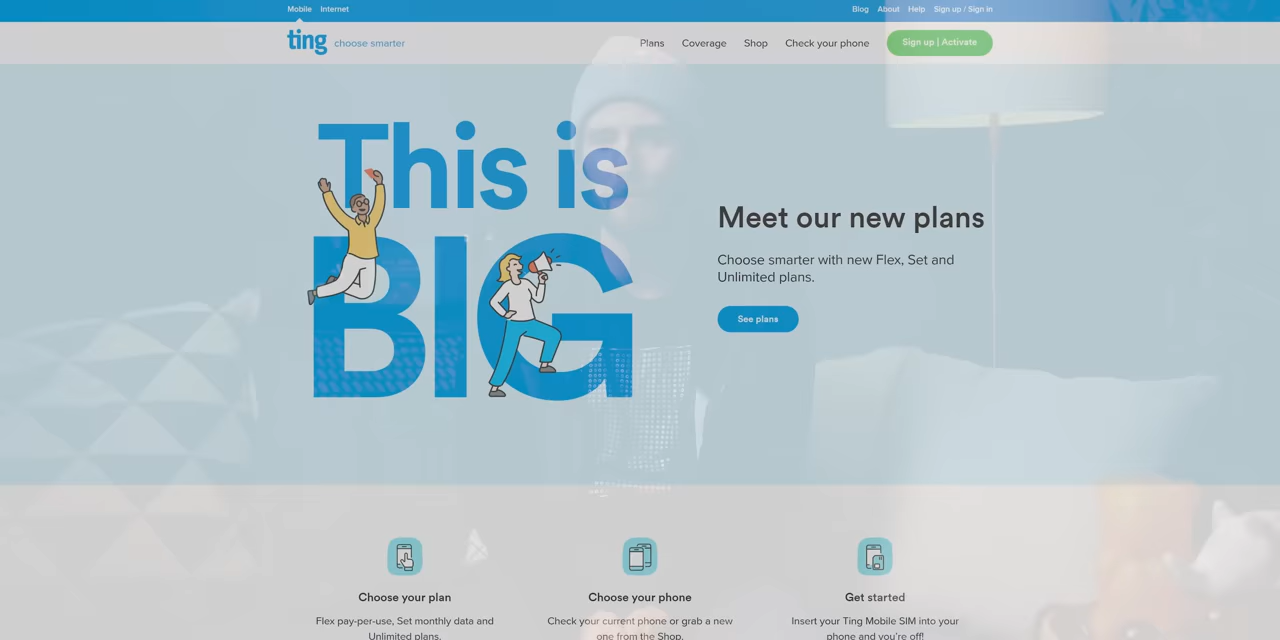 Mobile Internet Blog About Help Sign up / Sign in
ting choose smarter Plans Coverage Shop Check your phone Sign up | Activate
This is
BIG
Meet our new plans
Choose smarter with new Flex, Set and
Unlimited plans.
See plans
Choose your plan
Flex pay-per-use, Set monthly data and
Unlimited plans.
Choose your phone
Check your current phone or grab a new
one from the Shop.
Get started
Insert your Ting Mobile SIM into your
phone and you're off!